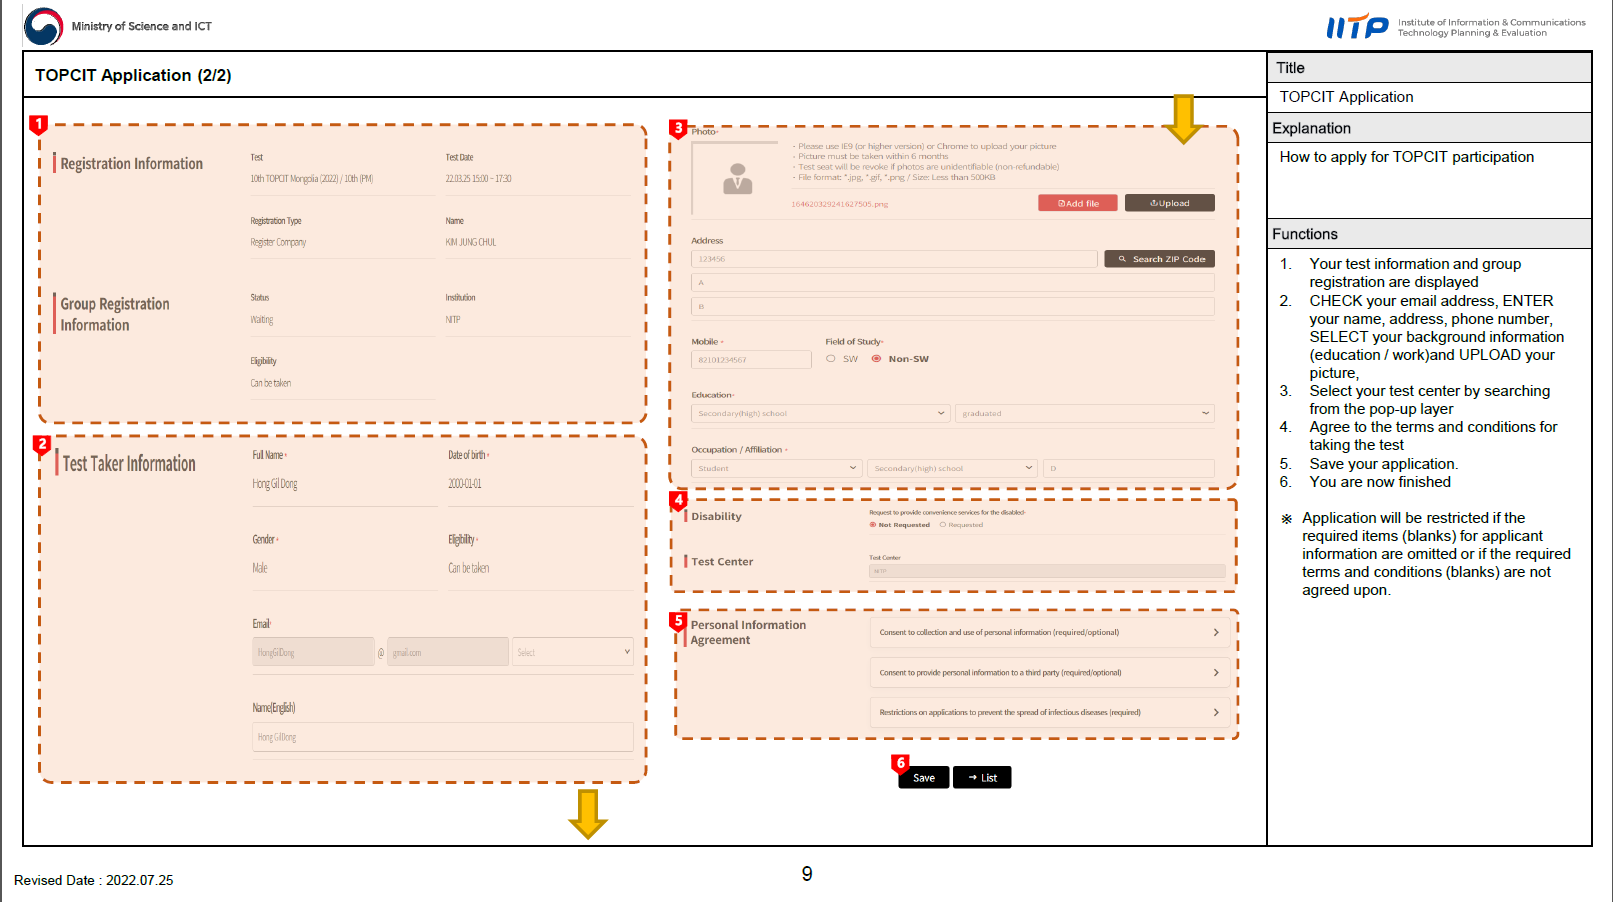 Ministry of Science and ICT
IITP
Institute of Information & Communications
Technology Planning & Evaluation
TOPCIT Application (2/2)
1
Registration Information
Test
10th TOPCIT Mongolia (2022) / 10th (PM)
Test Date
22.03.25 15:00 ~ 17:30
Registration Type
Register Company
Name
KIM JUNG CHUL
Group Registration
Information
Status
Waiting
Institution
NITP
Eligibility
Can be taken
2
Test Taker Information
Full Name *
Hong Gil Dong
Date of birth *
2000-01-01
Gender *
Male
Eligibility *
Can be taken
Email*
HongGilDong
@
gmail.com
Select
Name(English)
Hong GilDong
3
Photo*
- Please use IE9 (or higher version) or Chrome to upload your picture
- Picture must be taken within 6 months
- Test seat will be revoke if photos are unidentifiable (non-refundable)
- File format: *.jpg, *.gif, *.png / Size: Less than 500KB
164620329241627505.png
Add file
Upload
Address
123456
Search ZIP Code
A
B
Mobile *
82101234567
Field of Study*
SW
Non-SW
Education*
Secondary(high) school
graduated
Occupation / Affiliation *
Student
Secondary(high) school
D
4
Disability
Request to provide convenience services for the disabled*
Not Requested
Requested
Test Center
Test Center
NITP
5
Personal Information
Agreement
Consent to collection and use of personal information (required/optional)
Consent to provide personal information to a third party (required/optional)
Restrictions on applications to prevent the spread of infectious diseases (required)
6
Save
→ List
Title
TOPCIT Application
Explanation
How to apply for TOPCIT participation
Functions
1. Your test information and group
registration are displayed
2. CHECK your email address, ENTER
your name, address, phone number,
SELECT your background information
(education / work)and UPLOAD your
picture,
3. Select your test center by searching
from the pop-up layer
4. Agree to the terms and conditions for
taking the test
5. Save your application.
6. You are now finished
※ Application will be restricted if the
required items (blanks) for applicant
information are omitted or if the required
terms and conditions (blanks) are not
agreed upon.
Revised Date : 2022.07.25
9